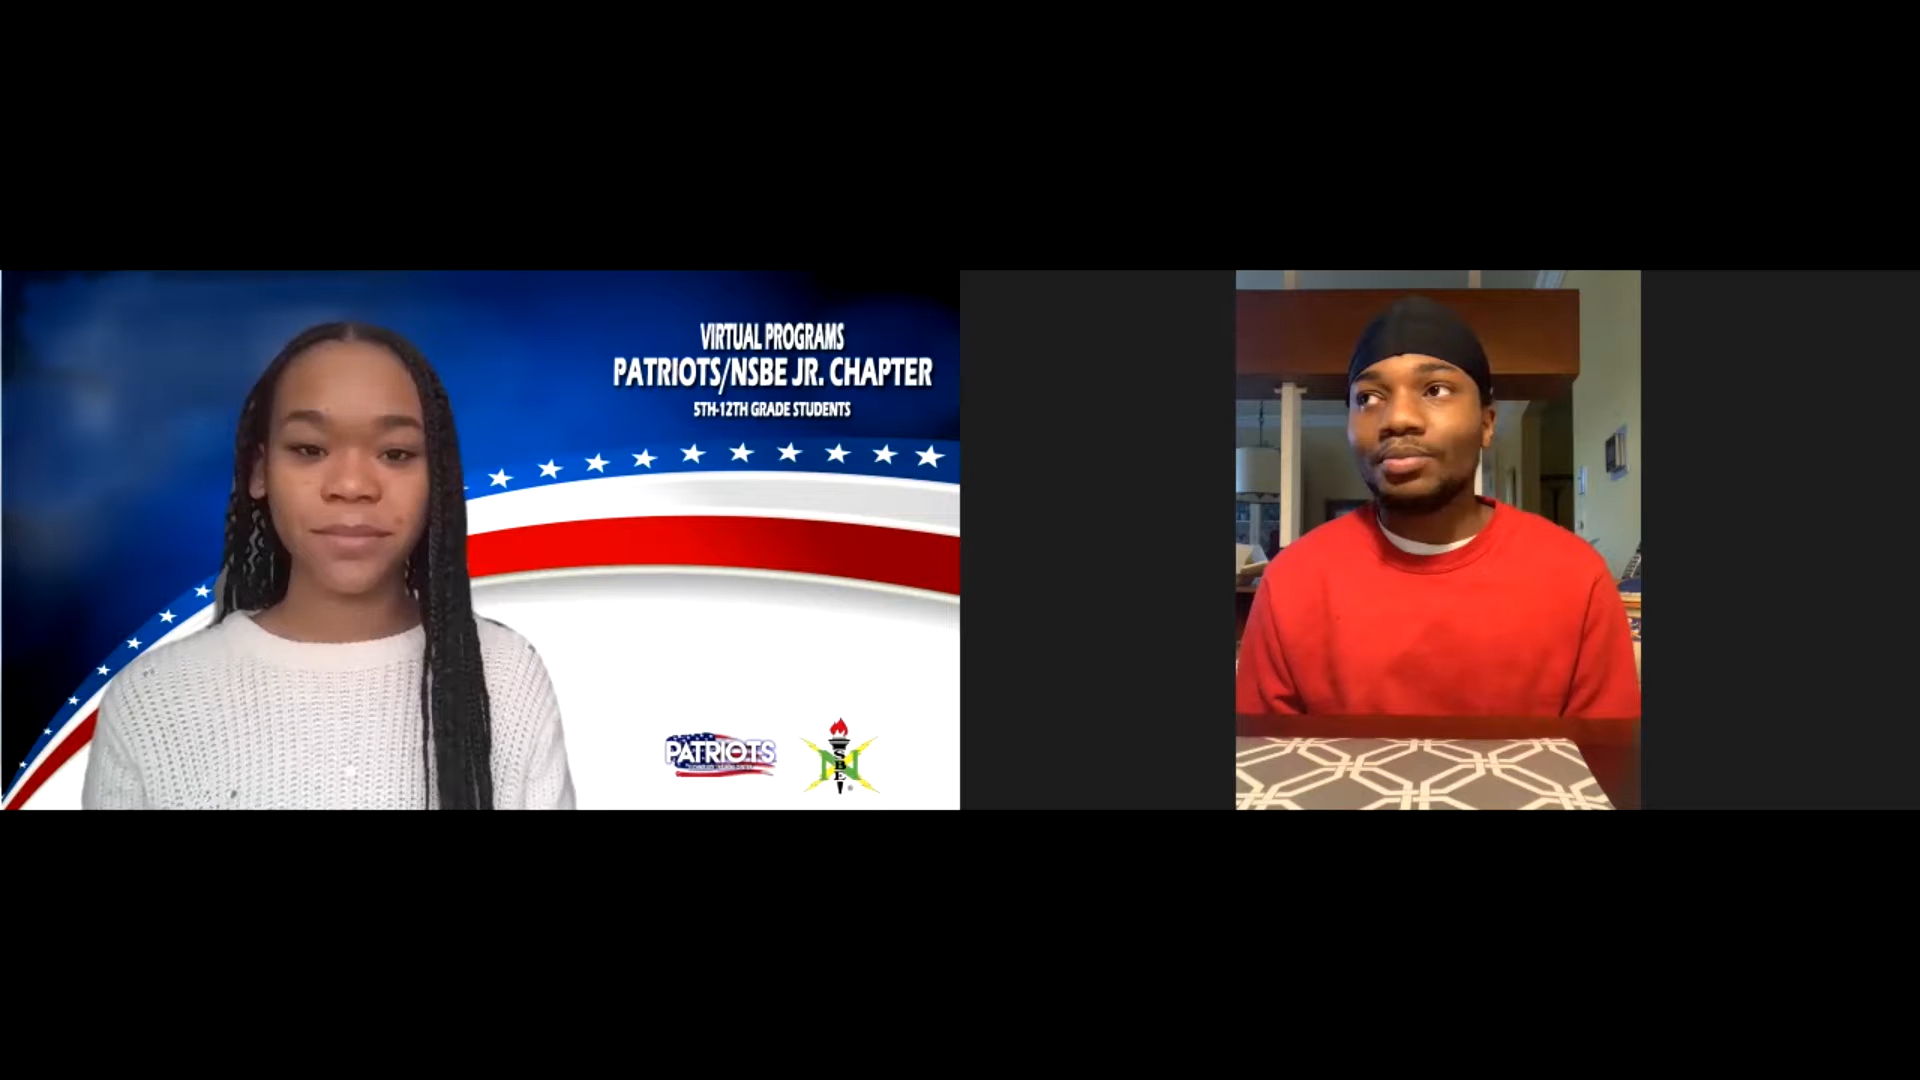 VIRTUAL PROGRAMS
PATRIOTS/NSBE JR. CHAPTER
5TH-12TH GRADE STUDENTS
PATRIOTS
NSBE